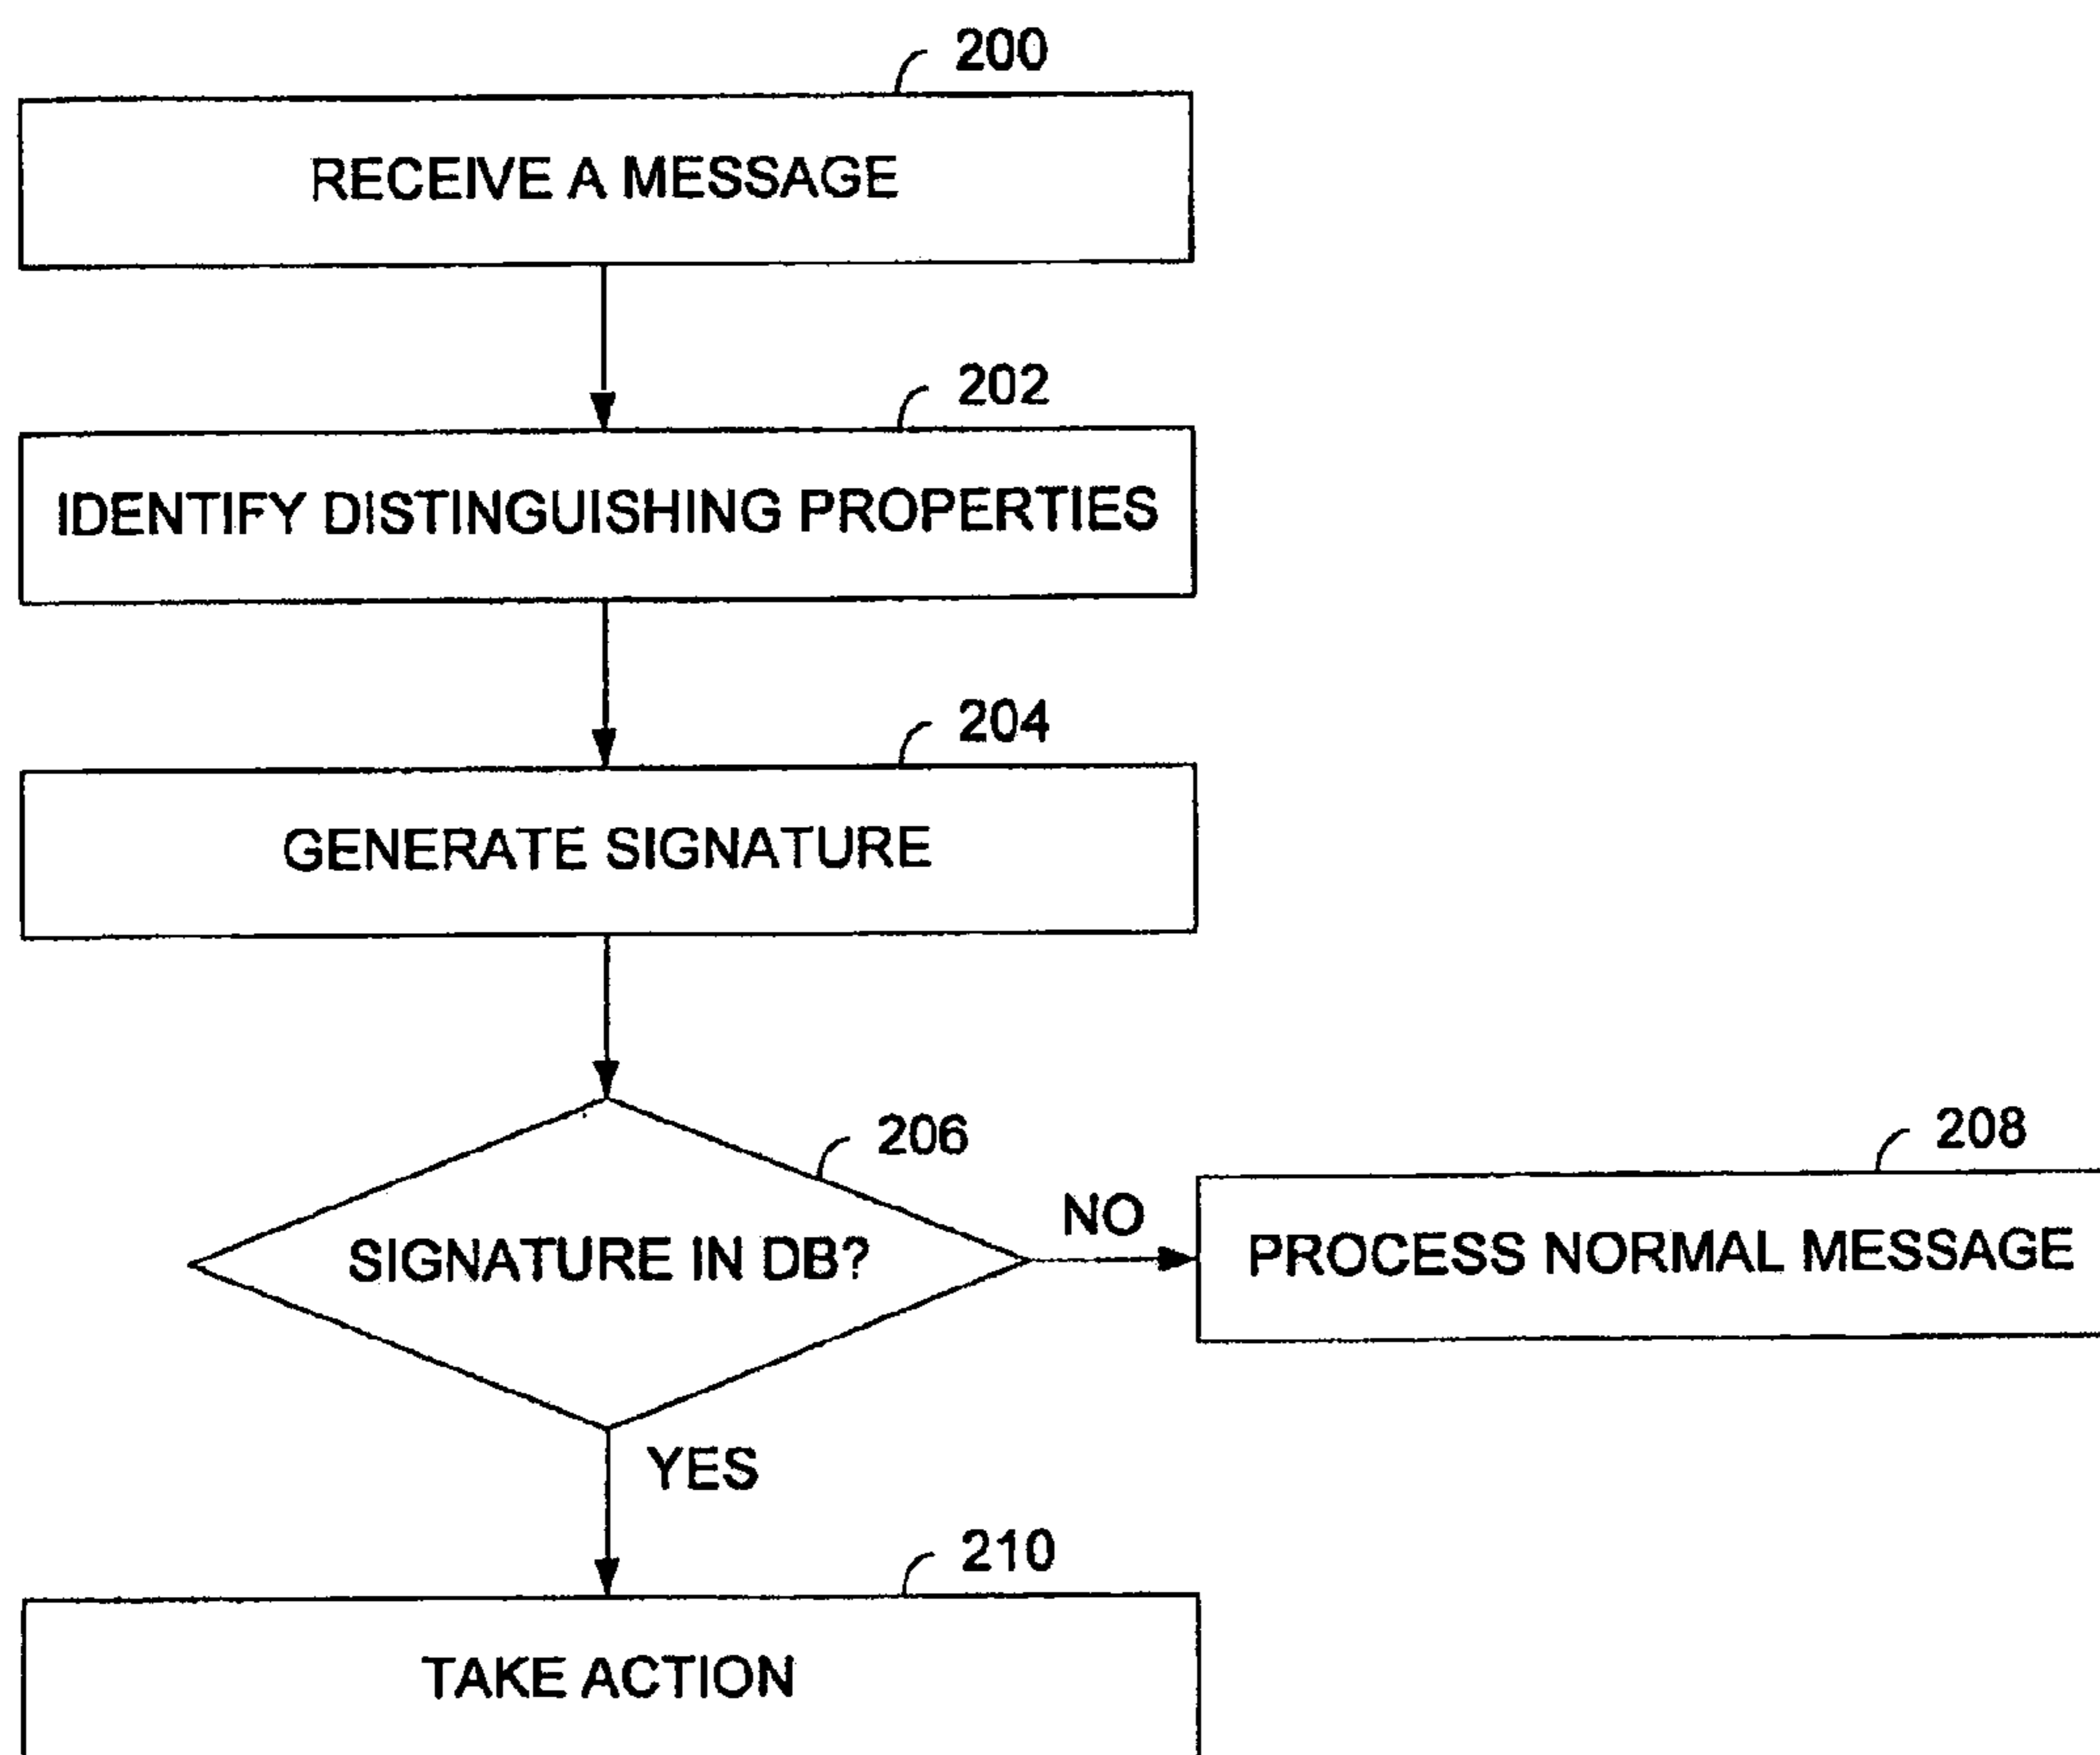 200
RECEIVE A MESSAGE
202
IDENTIFY DISTINGUISHING PROPERTIES
204
GENERATE SIGNATURE
206
SIGNATURE IN DB?
NO
208
PROCESS NORMAL MESSAGE
YES
210
TAKE ACTION